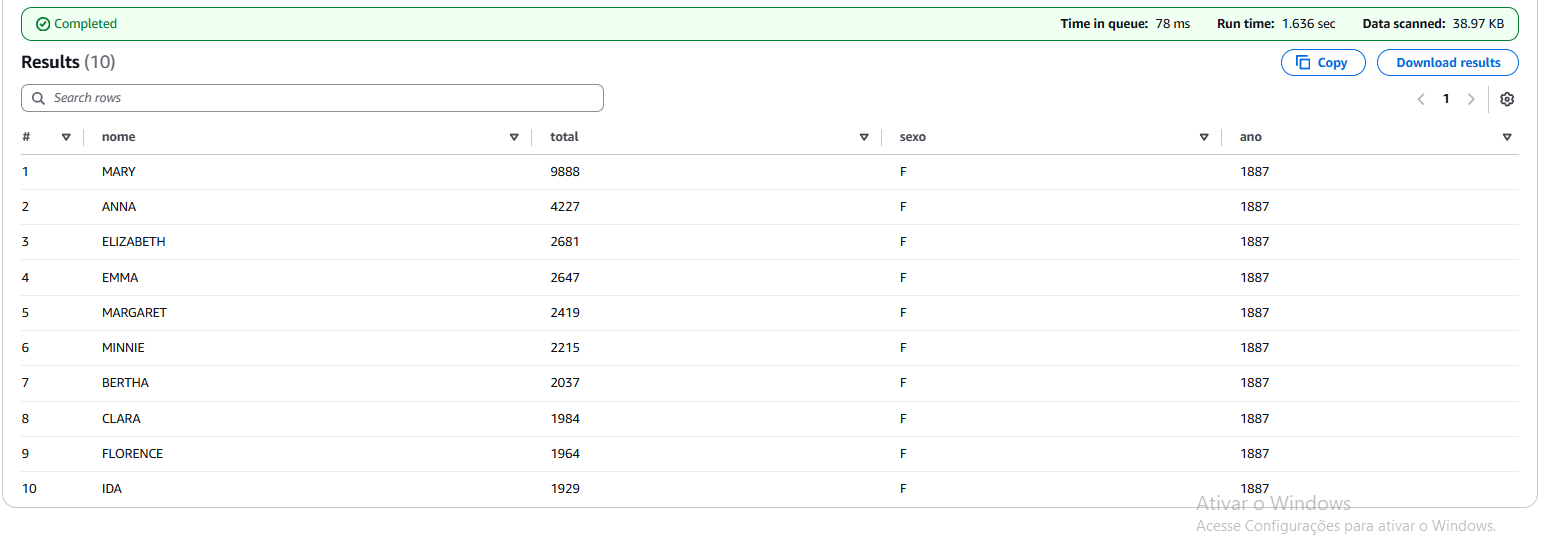 Completed Time in queue: 78 ms Run time: 1.636 sec Data scanned: 38.97 KB
Results (10) Copy Download results
Search rows 1
# nome total sexo ano
1 MARY 9888 F 1887
2 ANNA 4227 F 1887
3 ELIZABETH 2681 F 1887
4 EMMA 2647 F 1887
5 MARGARET 2419 F 1887
6 MINNIE 2215 F 1887
7 BERTHA 2037 F 1887
8 CLARA 1984 F 1887
9 FLORENCE 1964 F 1887
10 IDA 1929 F 1887
Ativar o Windows
Acesse Configurações para ativar o Windows.